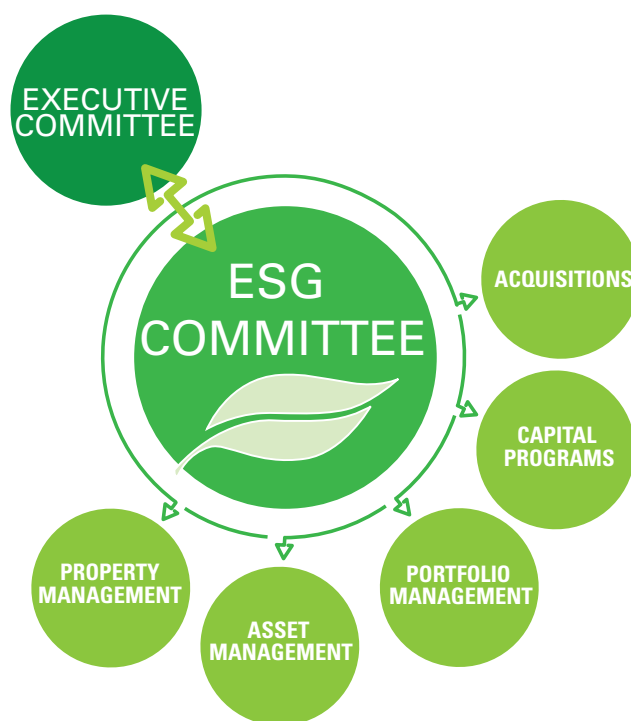 EXECUTIVE
COMMITTEE
ESG
COMMITTEE
ACQUISITIONS
CAPITAL
PROGRAMS
PORTFOLIO
MANAGEMENT
ASSET
MANAGEMENT
PROPERTY
MANAGEMENT